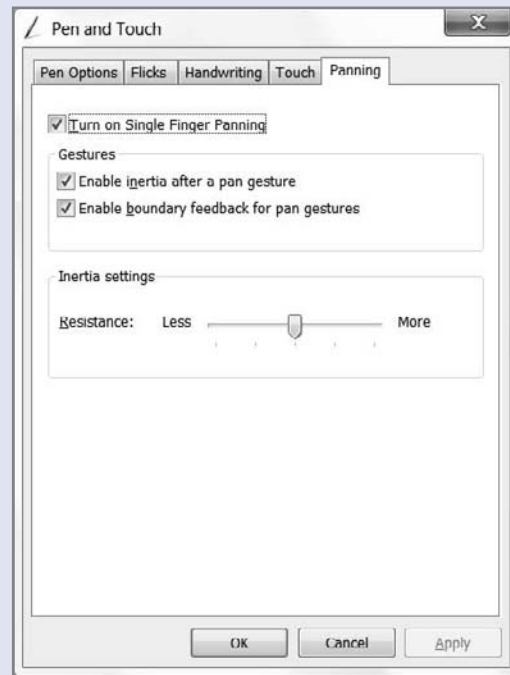 Pen and Touch
Pen Options Flicks Handwriting Touch Panning
Turn on Single Finger Panning
Gestures
Enable inertia after a pan gesture
Enable boundary feedback for pan gestures
Inertia settings
Resistance: Less More
OK Cancel Apply